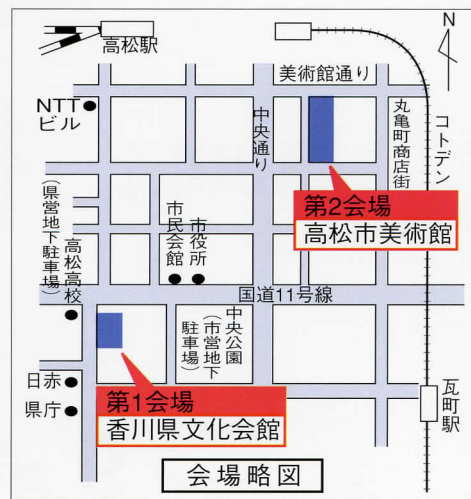 N
高松駅
美術館通り
NTT
ビル
中央通り
丸亀町商店街
コトデン
第2会場
高松市美術館
(県営地下駐車場)
高松高校
市民会館
市役所
国道11号線
中央公園
(市営地下
駐車場)
日赤
県庁
第1会場
香川県文化会館
瓦町駅
会場略図